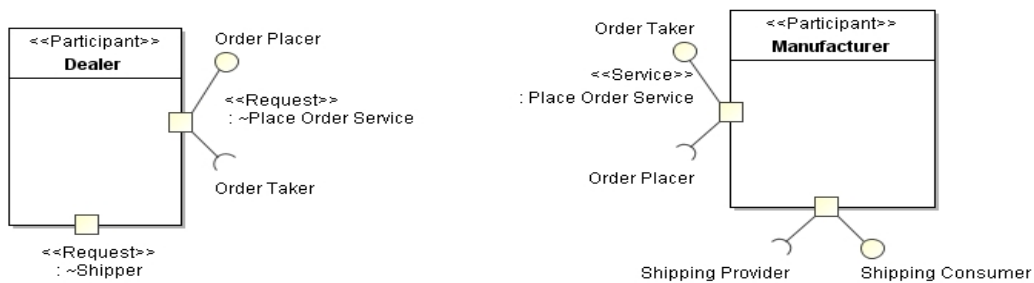 <<Participant>>
Dealer
Order Placer
<<Request>>
: ~Place Order Service
Order Taker
<<Request>>
: ~Shipper
<<Participant>>
Manufacturer
Order Taker
<<Service>>
: Place Order Service
Order Placer
Shipping Provider
Shipping Consumer